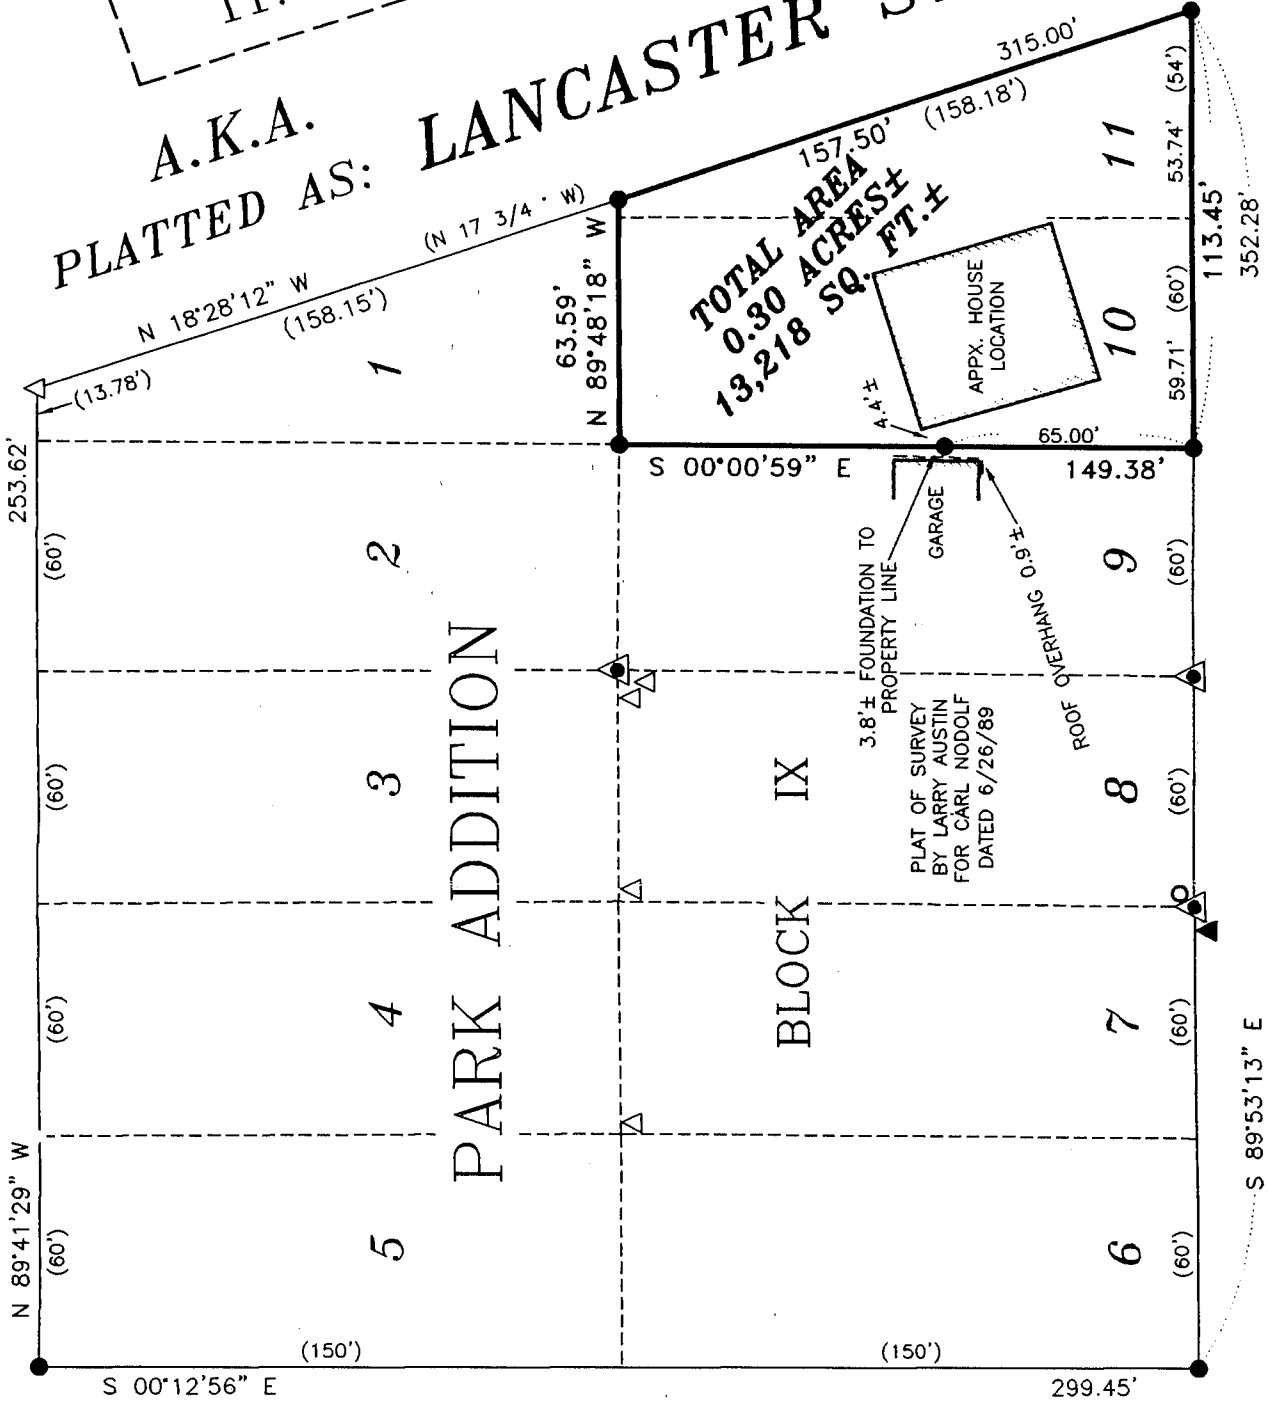 11.
A.K.A.
PLATTED AS: LANCASTER
315.00'
(158.18')
157.50'
(54')
53.74'
11
113.45'
352.28'
(N 17 3/4 ° W)
N 18°28'12" W
(158.15')
(13.78')
1
63.59'
N 89°48'18" W
TOTAL AREA
0.30 ACRES±
13,218 SQ. FT.±
APPX. HOUSE
LOCATION
10
(60')
59.71'
4.4'±
65.00'
S 00°00'59" E
149.38'
253.62'
(60')
2
GARAGE
3.8'± FOUNDATION TO
PROPERTY LINE
ROOF OVERHANG 0.9'±
9
(60')
PARK ADDITION
(60')
3
BLOCK IX
PLAT OF SURVEY
BY LARRY AUSTIN
FOR CARL NODOLF
DATED 6/26/89
8
(60')
(60')
4
7
(60')
N 89°41'29" W
(60')
5
6
(60')
S 89°53'13" E
(150')
(150')
S 00°12'56" E
299.45'